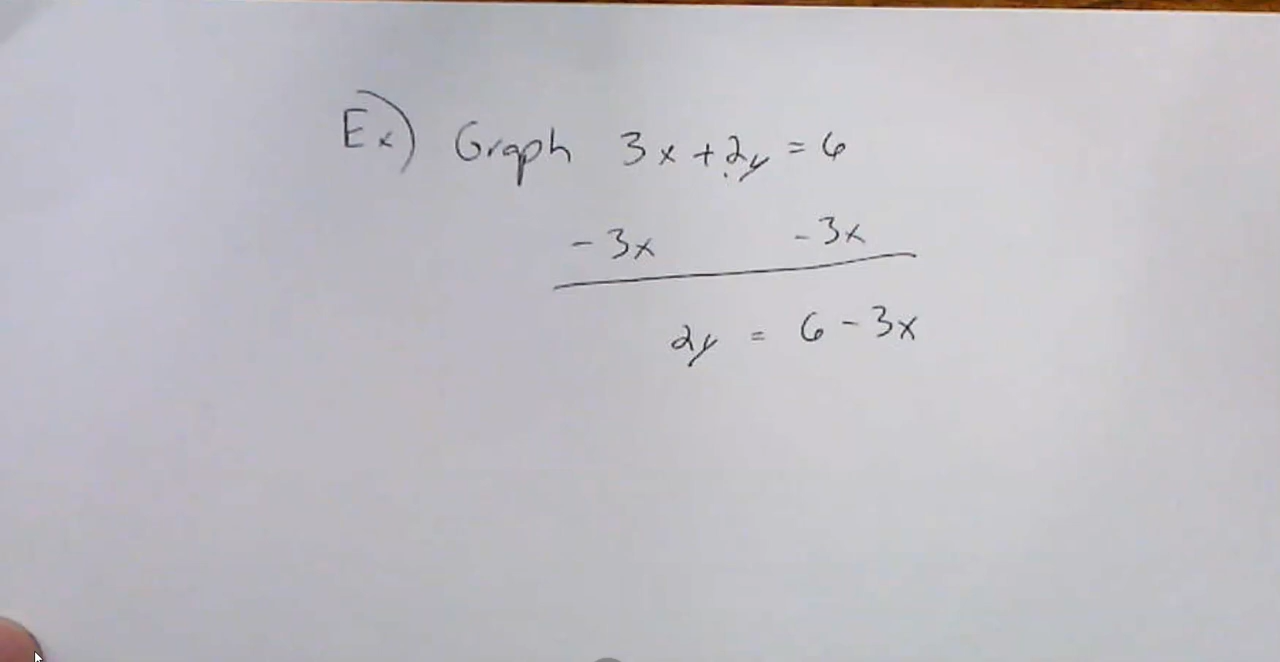 Ex) Graph 3x + 2y = 6
- 3x - 3x
2y = 6 - 3x